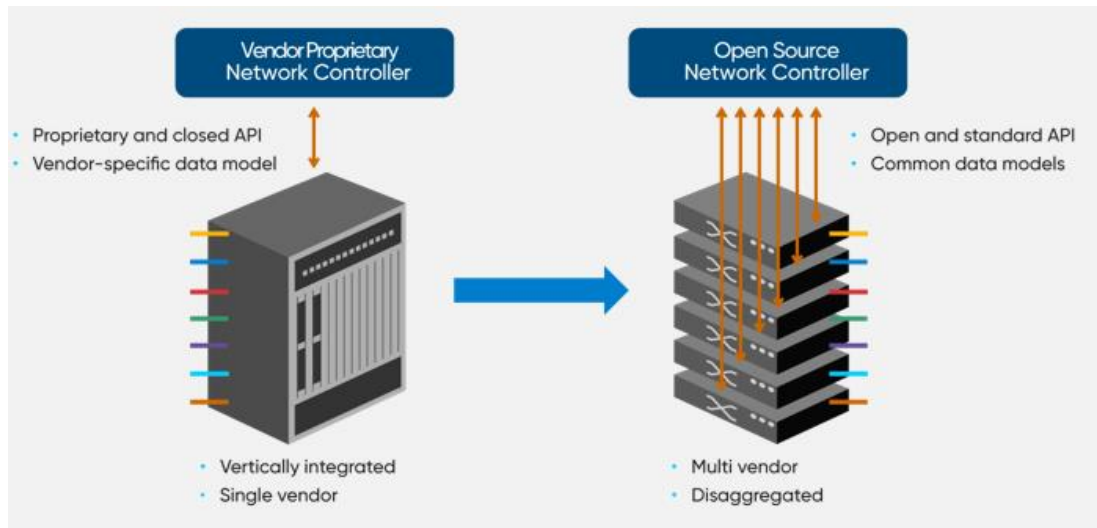 Vendor Proprietary
Network Controller
Open Source
Network Controller
• Proprietary and closed API
• Vendor-specific data model
• Open and standard API
• Common data models
• Vertically integrated
• Single vendor
• Multi vendor
• Disaggregated